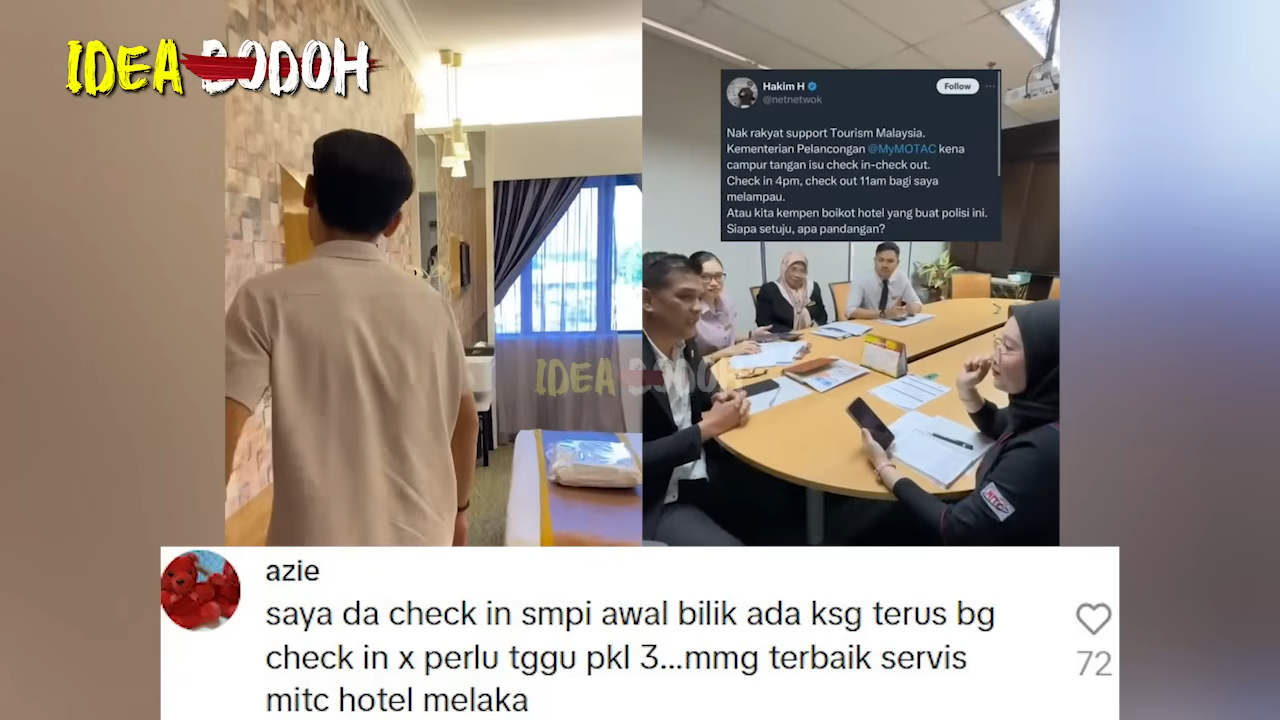 IDEA BODOH
Hakim H
@netnetwok
Follow
Nak rakyat support Tourism Malaysia.
Kementerian Pelancongan @MyMOTAC kena
campur tangan isu check in-check out.
Check in 4pm, check out 11am bagi saya
melampau.
Atau kita kempen boikot hotel yang buat polisi ini.
Siapa setuju, apa pandangan?
IDEA BODOH
MITC
azie
saya da check in smpi awal bilik ada ksg terus bg
check in x perlu tggu pkl 3...mmg terbaik servis
mitc hotel melaka
72